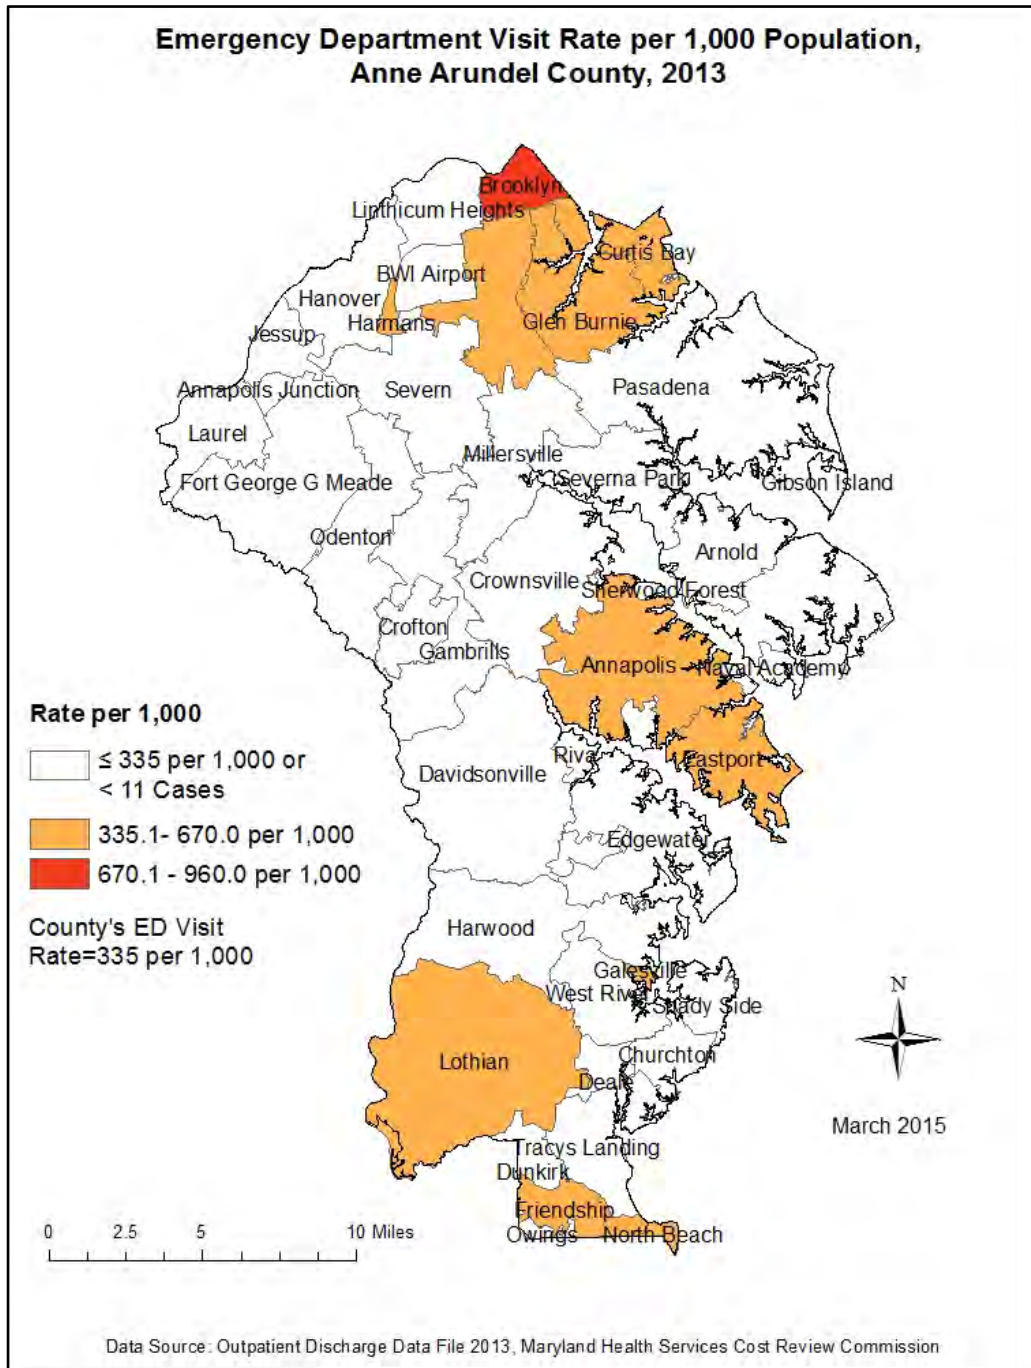 Emergency Department Visit Rate per 1,000 Population,
Anne Arundel County, 2013
Brooklyn
Linthicum Heights
Curtis Bay
BWI Airport
Hanover
Harmans
Glen Burnie
Jessup
Annapolis Junction
Severn
Pasadena
Laurel
Millersville
Fort George G Meade
Severna Park
Gibson Island
Odenton
Arnold
Crownsville
Sherwood Forest
Crofton
Gambrills
Annapolis
Naval Academy
Rate per 1,000
≤ 335 per 1,000 or
< 11 Cases
335.1- 670.0 per 1,000
670.1 - 960.0 per 1,000
County's ED Visit
Rate=335 per 1,000
Riva
Eastport
Davidsonville
Edgewater
Harwood
Galesville
West River
Shady Side
Churchton
Lothian
Deale
Tracys Landing
Dunkirk
Friendship
Owings
North Beach
N
March 2015
0 2.5 5 10 Miles
Data Source: Outpatient Discharge Data File 2013, Maryland Health Services Cost Review Commission